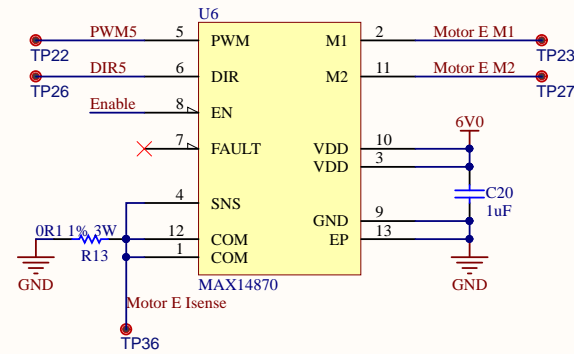 U6
PWM5
5
PWM
M1
2
Motor E M1
TP22
TP23
DIR5
6
DIR
M2
11
Motor E M2
TP26
TP27
Enable
8
EN
7
FAULT
VDD
10
6V0
VDD
3
4
SNS
C20
1uF
GND
9
0R1 1% 3W
12
COM
EP
13
R13
1
COM
GND
GND
MAX14870
Motor E Isense
TP36